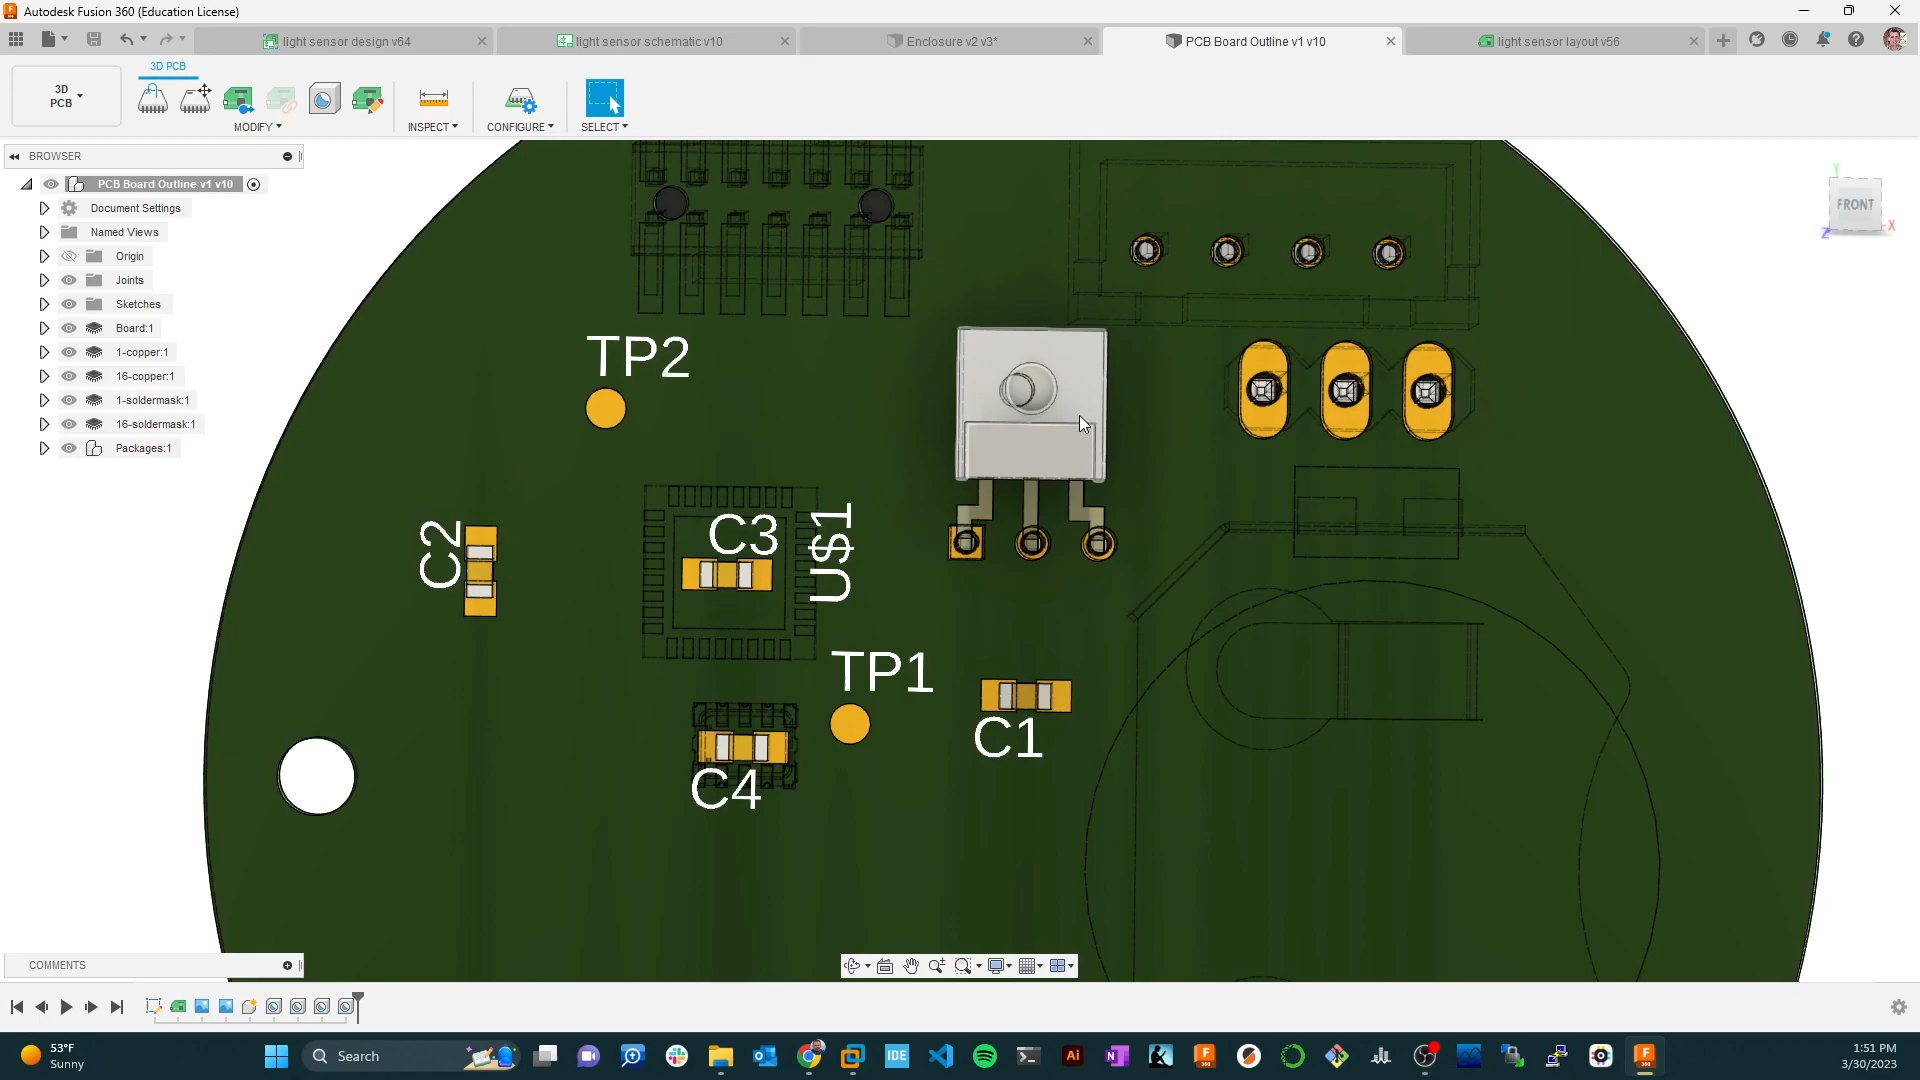 Autodesk Fusion 360 (Education License)
light sensor design v64
light sensor schematic v10
Enclosure v2 v3*
PCB Board Outline v1 v10
light sensor layout v56
3D PCB
3D
PCB
MODIFY
INSPECT
CONFIGURE
SELECT
BROWSER
PCB Board Outline v1 v10
Document Settings
Named Views
Origin
Joints
Sketches
Board:1
1-copper:1
16-copper:1
1-soldermask:1
16-soldermask:1
Packages:1
Y
FRONT
X
Z
TP2
C2
C3
U$1
TP1
C1
C4
COMMENTS
53°F
Sunny
Search
IDE
Ai
N
F
360
F
360
1:51 PM
3/30/2023